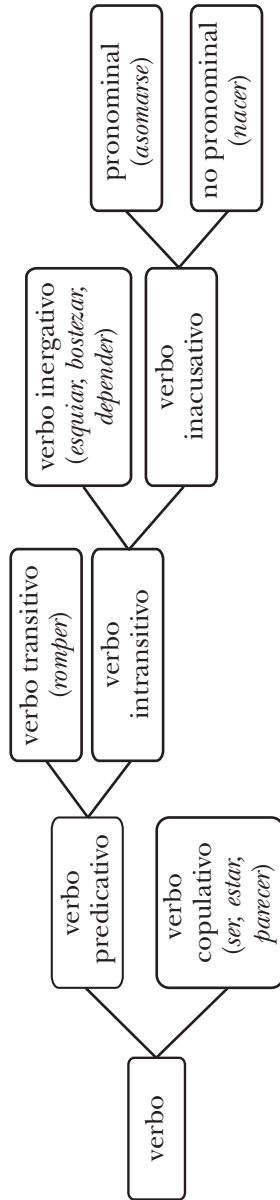 verbo
verbo
predicativo
verbo
copulativo
(ser, estar,
parecer)
verbo transitivo
(romper)
verbo
intransitivo
verbo inergativo
(esquiar, bostezar,
depender)
verbo
inacusativo
pronominal
(asomarse)
no pronominal
(nacer)